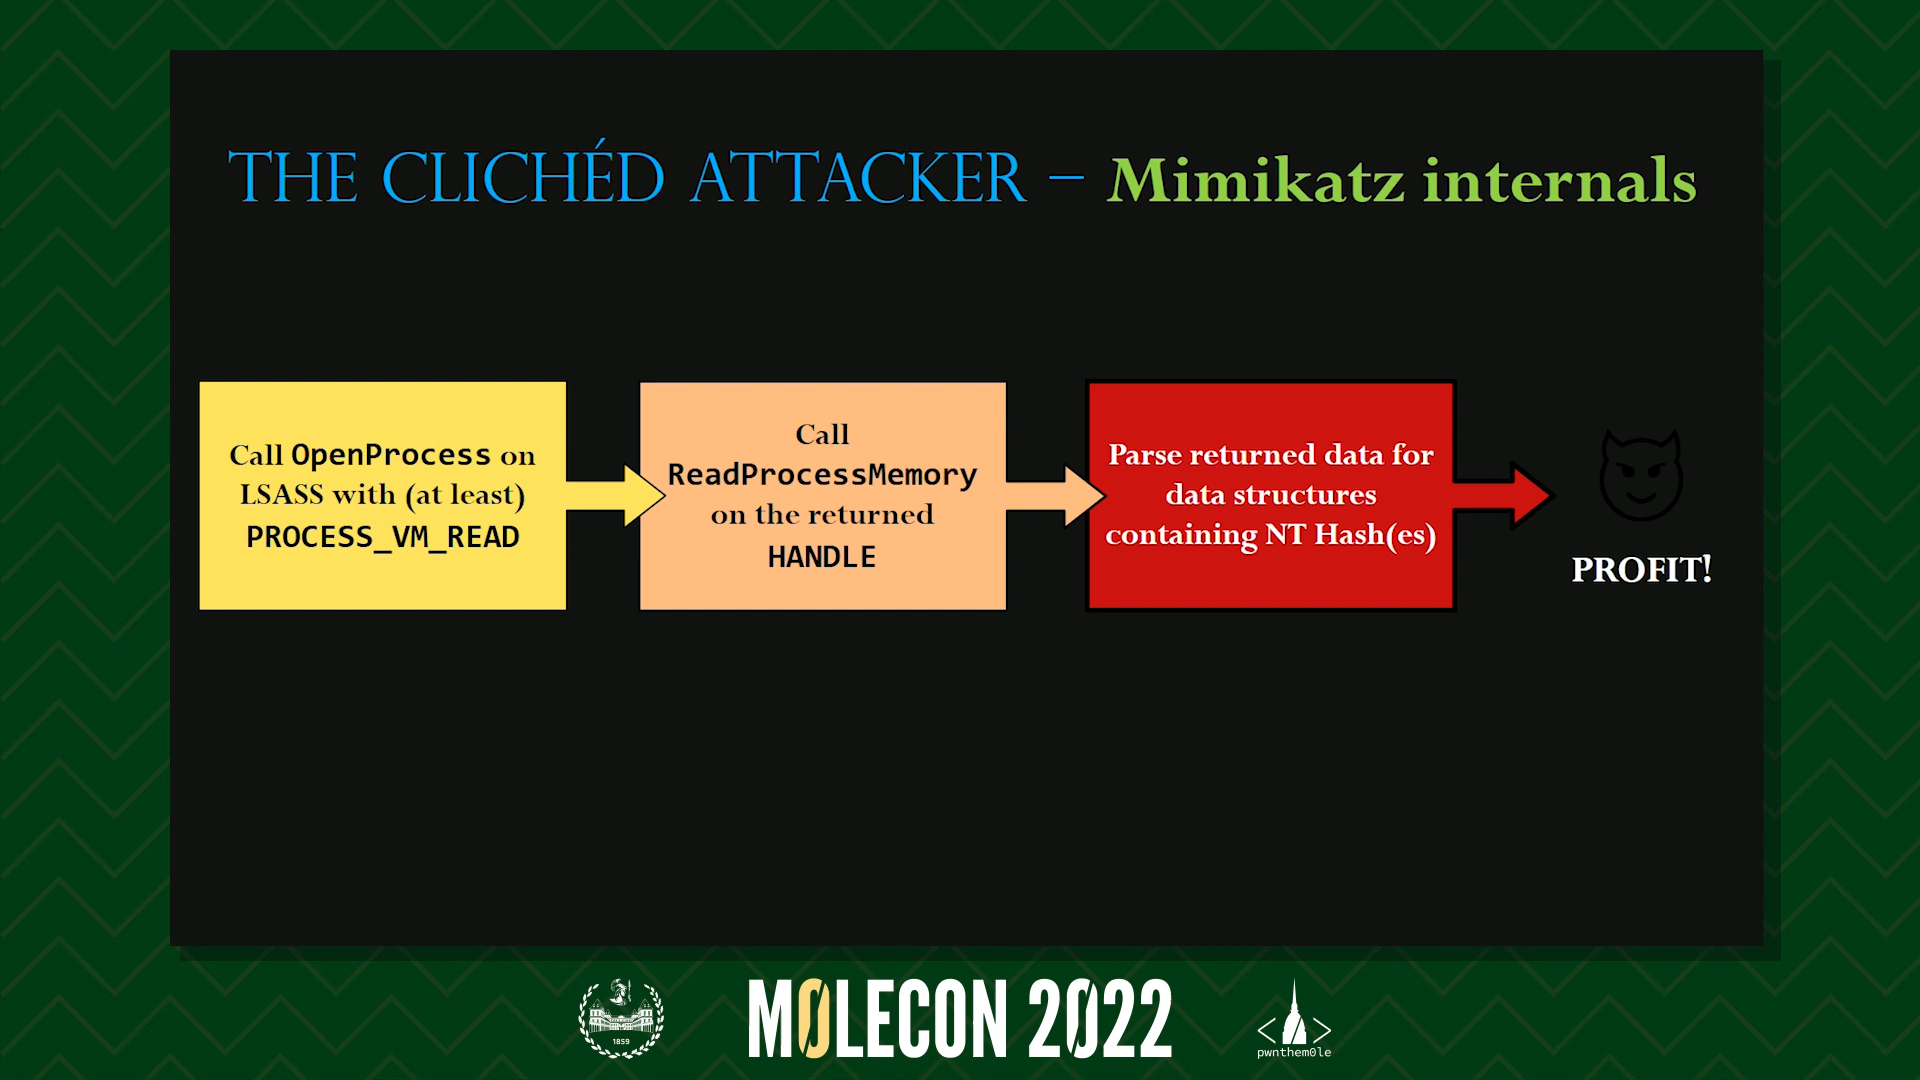 THE CLICHÉD ATTACKER – Mimikatz internals
Call OpenProcess on
LSASS with (at least)
PROCESS_VM_READ
Call
ReadProcessMemory
on the returned
HANDLE
Parse returned data for
data structures
containing NT Hash(es)
PROFIT!
1859
MØLECON 2022
pwnthem0le